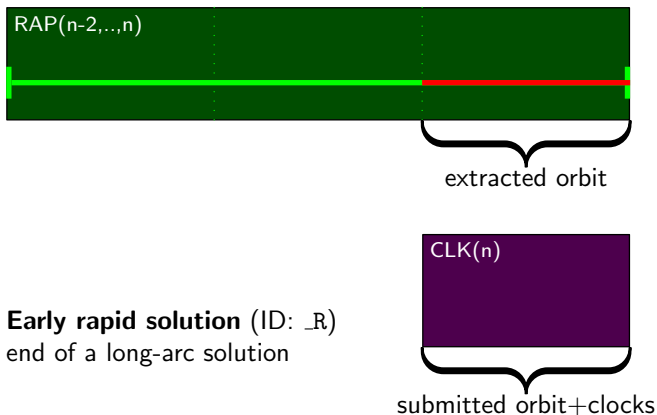 RAP(n-2,..,n)
extracted orbit
CLK(n)
Early rapid solution (ID: _R)
end of a long-arc solution
submitted orbit+clocks